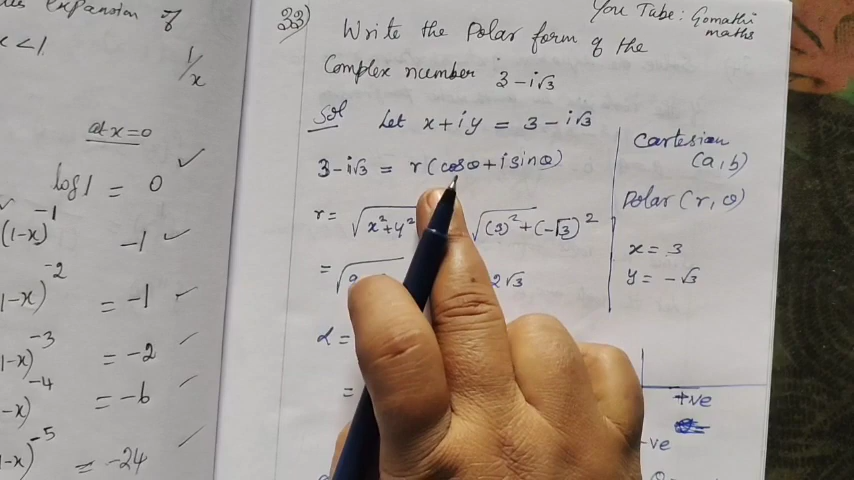 expansion of
x < 1
1/x
at x=0
log 1 = 0
(1-x)^-1 -1
1-x)^-2 = -1
1-x)^-3 = -2
-x)^-4 = -6
-x)^-5 = -24
You Tube: Gomathi
maths
33)
Write the Polar form of the
Complex number 3-i√3
Sol Let x+iy = 3-i√3
3-i√3 = r(cosθ+isinθ)
r= √x²+y² √(3)²+(-√3)²
= √9 2√3
α =
=
Cartesian
(a,b)
Polar (r,θ)
x = 3
y = -√3
+ve
-ve